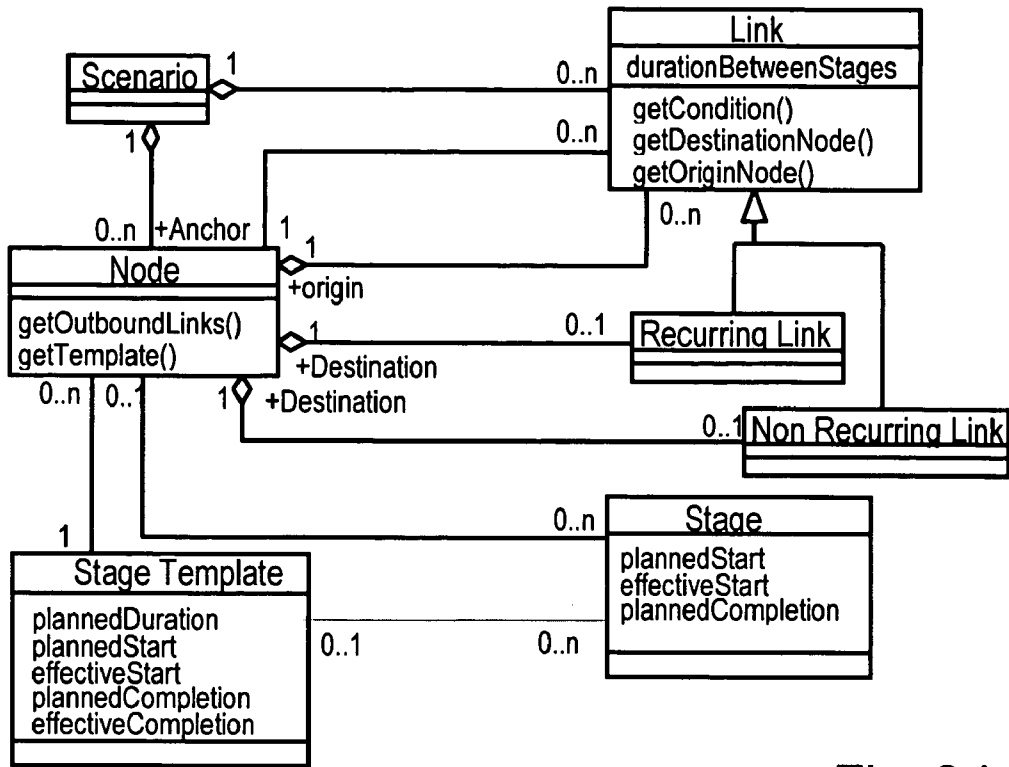 Link
durationBetweenStages
getCondition()
getDestinationNode()
getOriginNode()
Scenario
1
0..n
1
0..n
0..n +Anchor
1
1
0..n
+origin
Node
getOutboundLinks()
getTemplate()
1
0..1
+Destination
Recurring Link
0..n
0..1
1
+Destination
0..1
Non Recurring Link
0..n
Stage
plannedStart
effectiveStart
plannedCompletion
1
Stage Template
plannedDuration
plannedStart
effectiveStart
plannedCompletion
effectiveCompletion
0..1
0..n